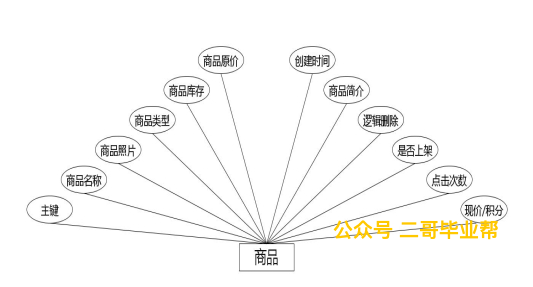 商品原价
创建时间
商品库存
商品简介
商品类型
逻辑删除
商品照片
是否上架
商品名称
点击次数
主键
现价/积分
公众号 二哥毕业帮
商品